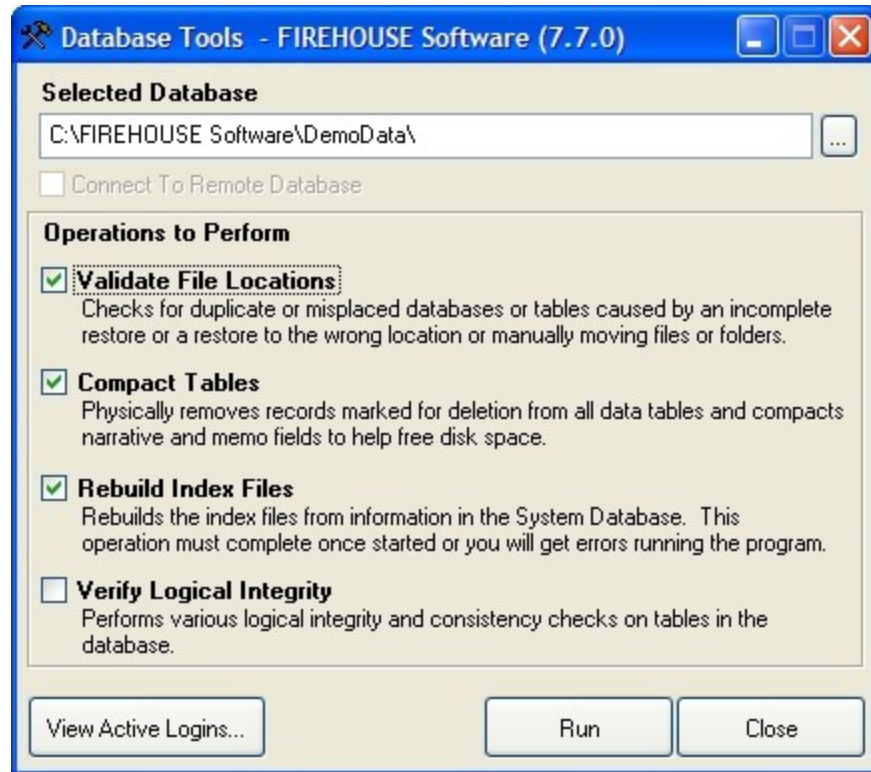 Database Tools - FIREHOUSE Software (7.7.0)
Selected Database
C:\FIREHOUSE Software\DemoData\
...
Connect To Remote Database
Operations to Perform
Validate File Locations
Checks for duplicate or misplaced databases or tables caused by an incomplete
restore or a restore to the wrong location or manually moving files or folders.
Compact Tables
Physically removes records marked for deletion from all data tables and compacts
narrative and memo fields to help free disk space.
Rebuild Index Files
Rebuilds the index files from information in the System Database.  This
operation must complete once started or you will get errors running the program.
Verify Logical Integrity
Performs various logical integrity and consistency checks on tables in the
database.
View Active Logins... Run Close